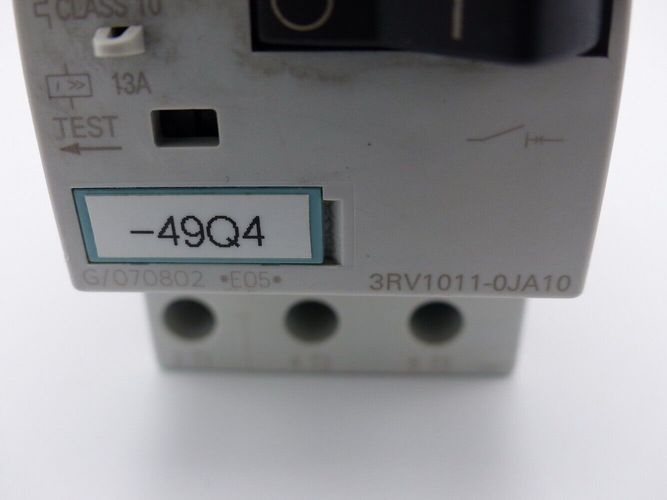 CLASS 10
I >> 13A
TEST
-49Q4
G/070802 *E05*
3RV1011-0JA10